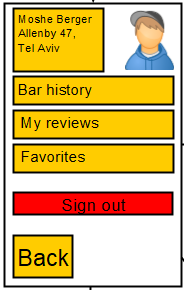 Moshe Berger
Allenby 47,
Tel Aviv
Bar history
My reviews
Favorites
Sign out
Back